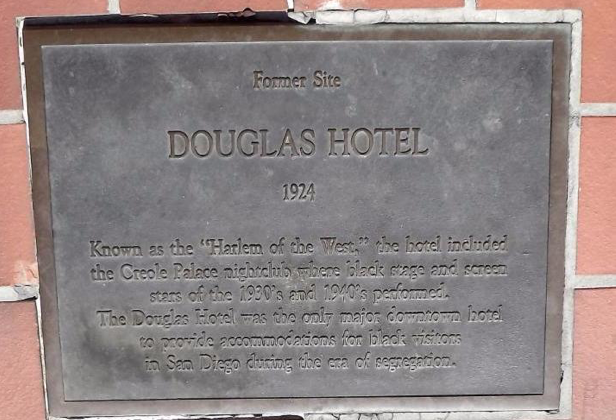 Former Site
DOUGLAS HOTEL
1924
Known as the "Harlem of the West," the hotel included
the Creole Palace nightclub where black stage and screen
stars of the 1930's and 1940's performed.
The Douglas Hotel was the only major downtown hotel
to provide accommodations for black visitors
in San Diego during the era of segregation.